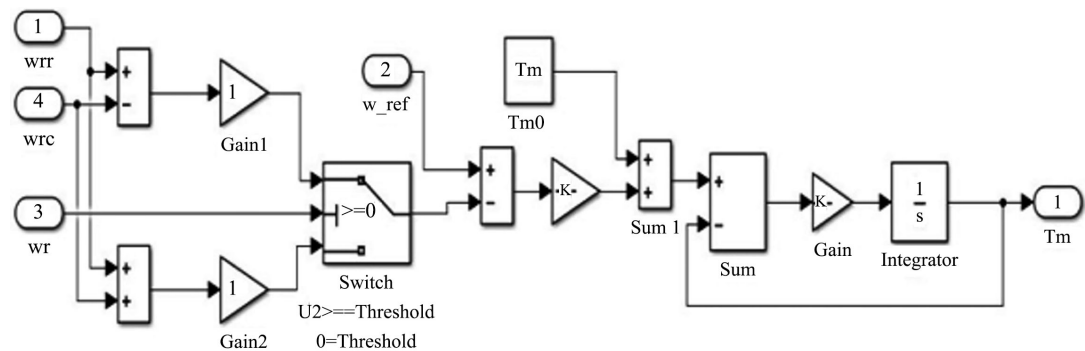 1
wrr
4
wrc
+
-
1
Gain1
2
w_ref
Tm
Tm0
3
wr
>=0
Switch
U2>==Threshold
0=Threshold
+
+
1
Gain2
+
-
-K-
+
+
Sum 1
+
-
Sum
K-
Gain
1
s
Integrator
1
Tm